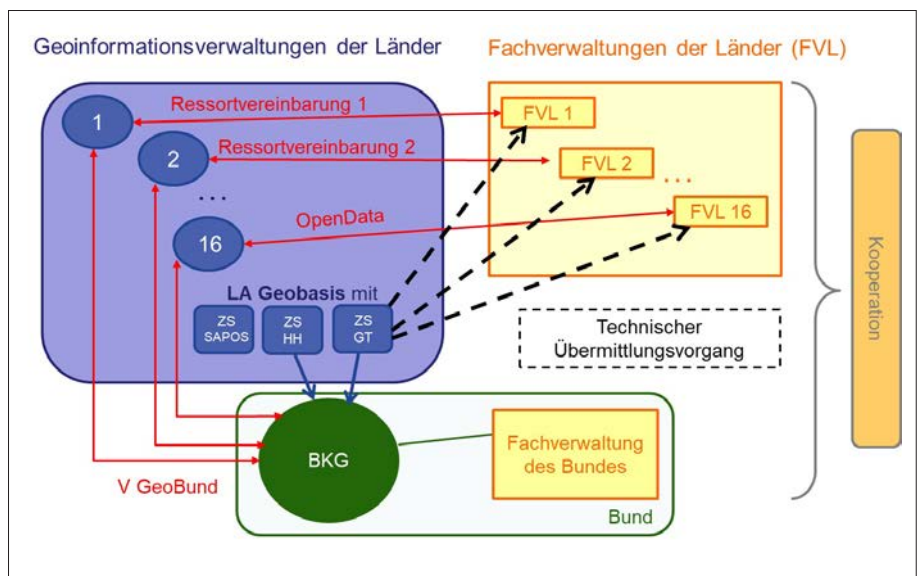 Geoinformationsverwaltungen der Länder
Fachverwaltungen der Länder (FVL)
1
Ressortvereinbarung 1
FVL 1
2
Ressortvereinbarung 2
FVL 2
...
...
16
OpenData
FVL 16
LA Geobasis mit
ZS
SAPOS
ZS
HH
ZS
GT
Technischer
Übermittlungsvorgang
Kooperation
BKG
Fachverwaltung
des Bundes
V GeoBund
Bund